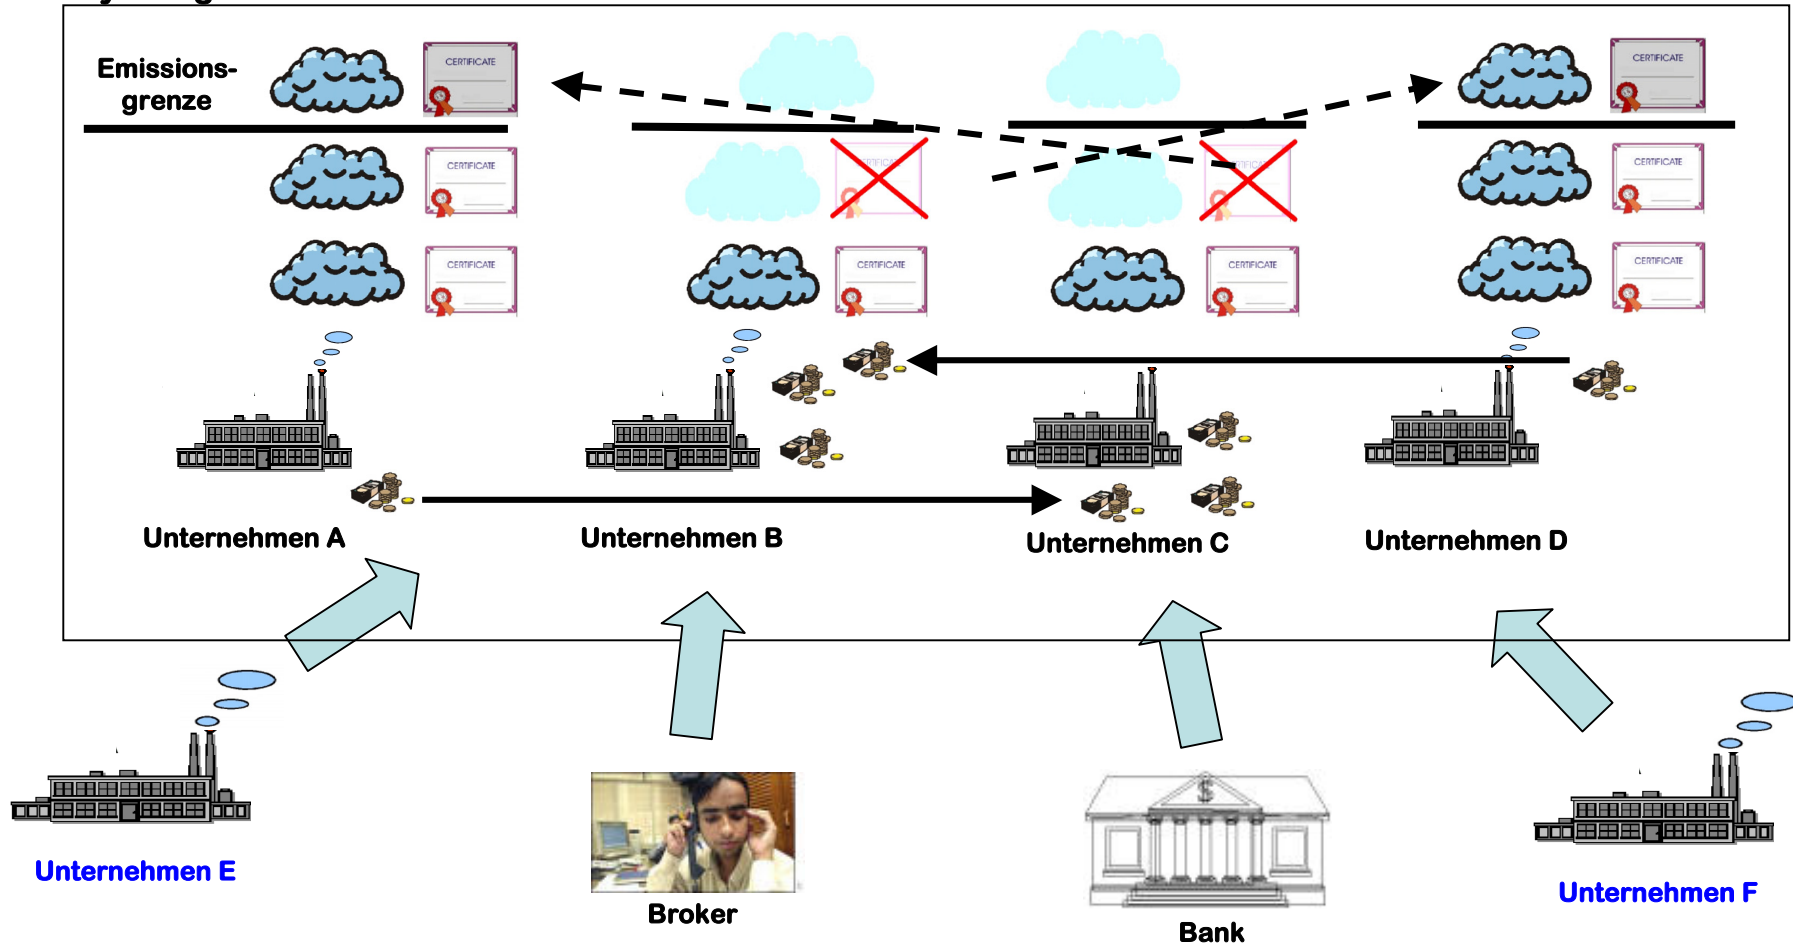 Emissions-
grenze
CERTIFICATE
CERTIFICATE
CERTIFICATE
CERTIFICATE
CERTIFICATE
CERTIFICATE
CERTIFICATE
CERTIFICATE
Unternehmen A
Unternehmen B
Unternehmen C
Unternehmen D
$
Unternehmen E
Broker
Bank
Unternehmen F